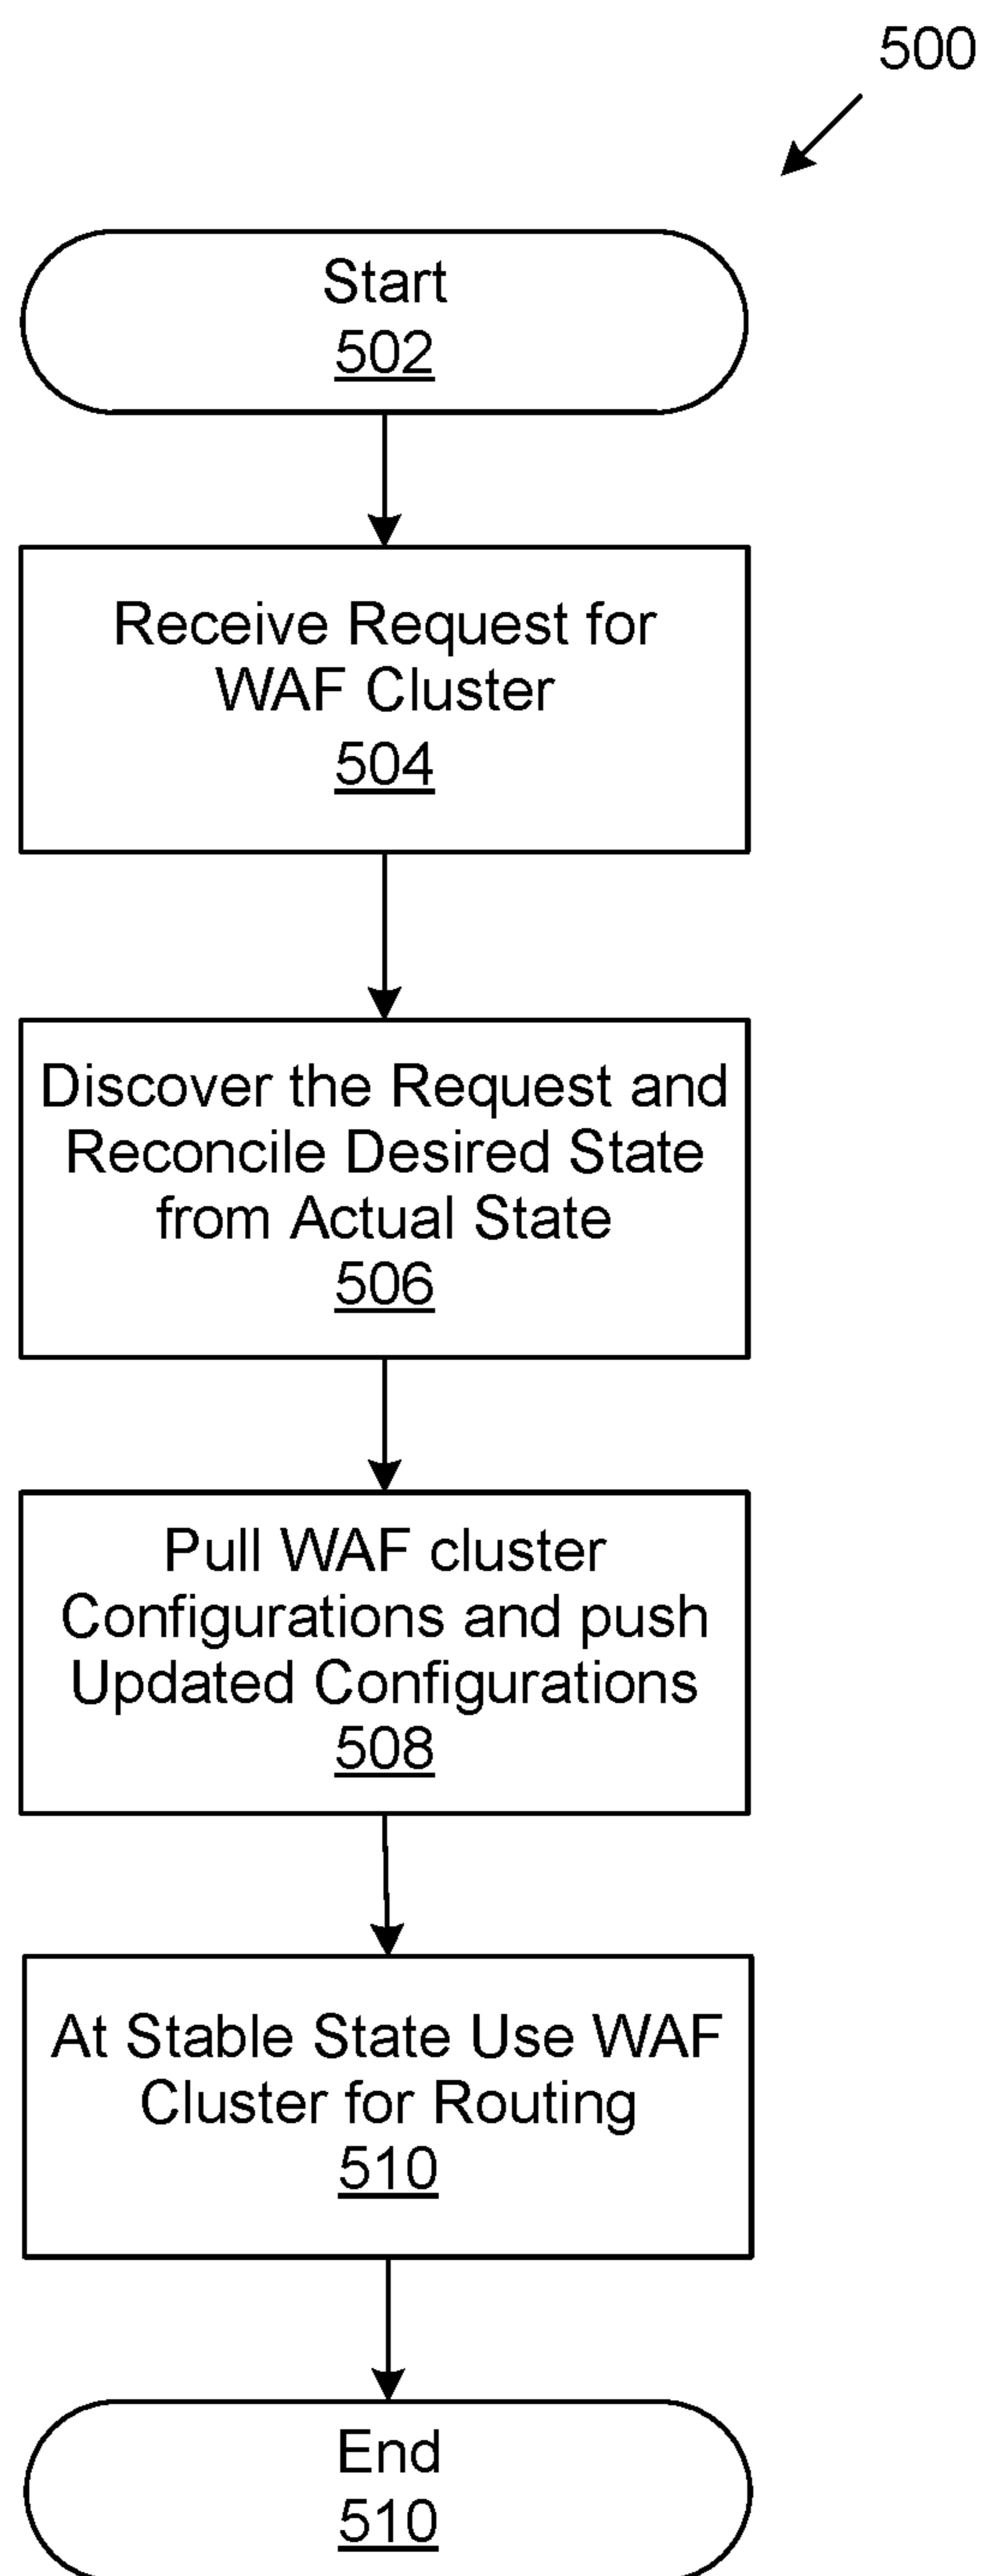 500
Start
502
Receive Request for
WAF Cluster
504
Discover the Request and
Reconcile Desired State
from Actual State
506
Pull WAF cluster
Configurations and push
Updated Configurations
508
At Stable State Use WAF
Cluster for Routing
510
End
510